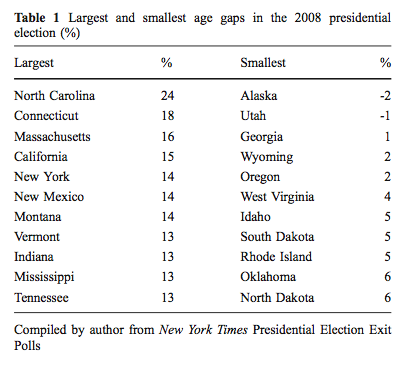 Table 1 Largest and smallest age gaps in the 2008 presidential
election (%)
Largest % Smallest %
North Carolina 24 Alaska -2
Connecticut 18 Utah -1
Massachusetts 16 Georgia 1
California 15 Wyoming 2
New York 14 Oregon 2
New Mexico 14 West Virginia 4
Montana 14 Idaho 5
Vermont 13 South Dakota 5
Indiana 13 Rhode Island 5
Mississippi 13 Oklahoma 6
Tennessee 13 North Dakota 6
Compiled by author from New York Times Presidential Election Exit
Polls